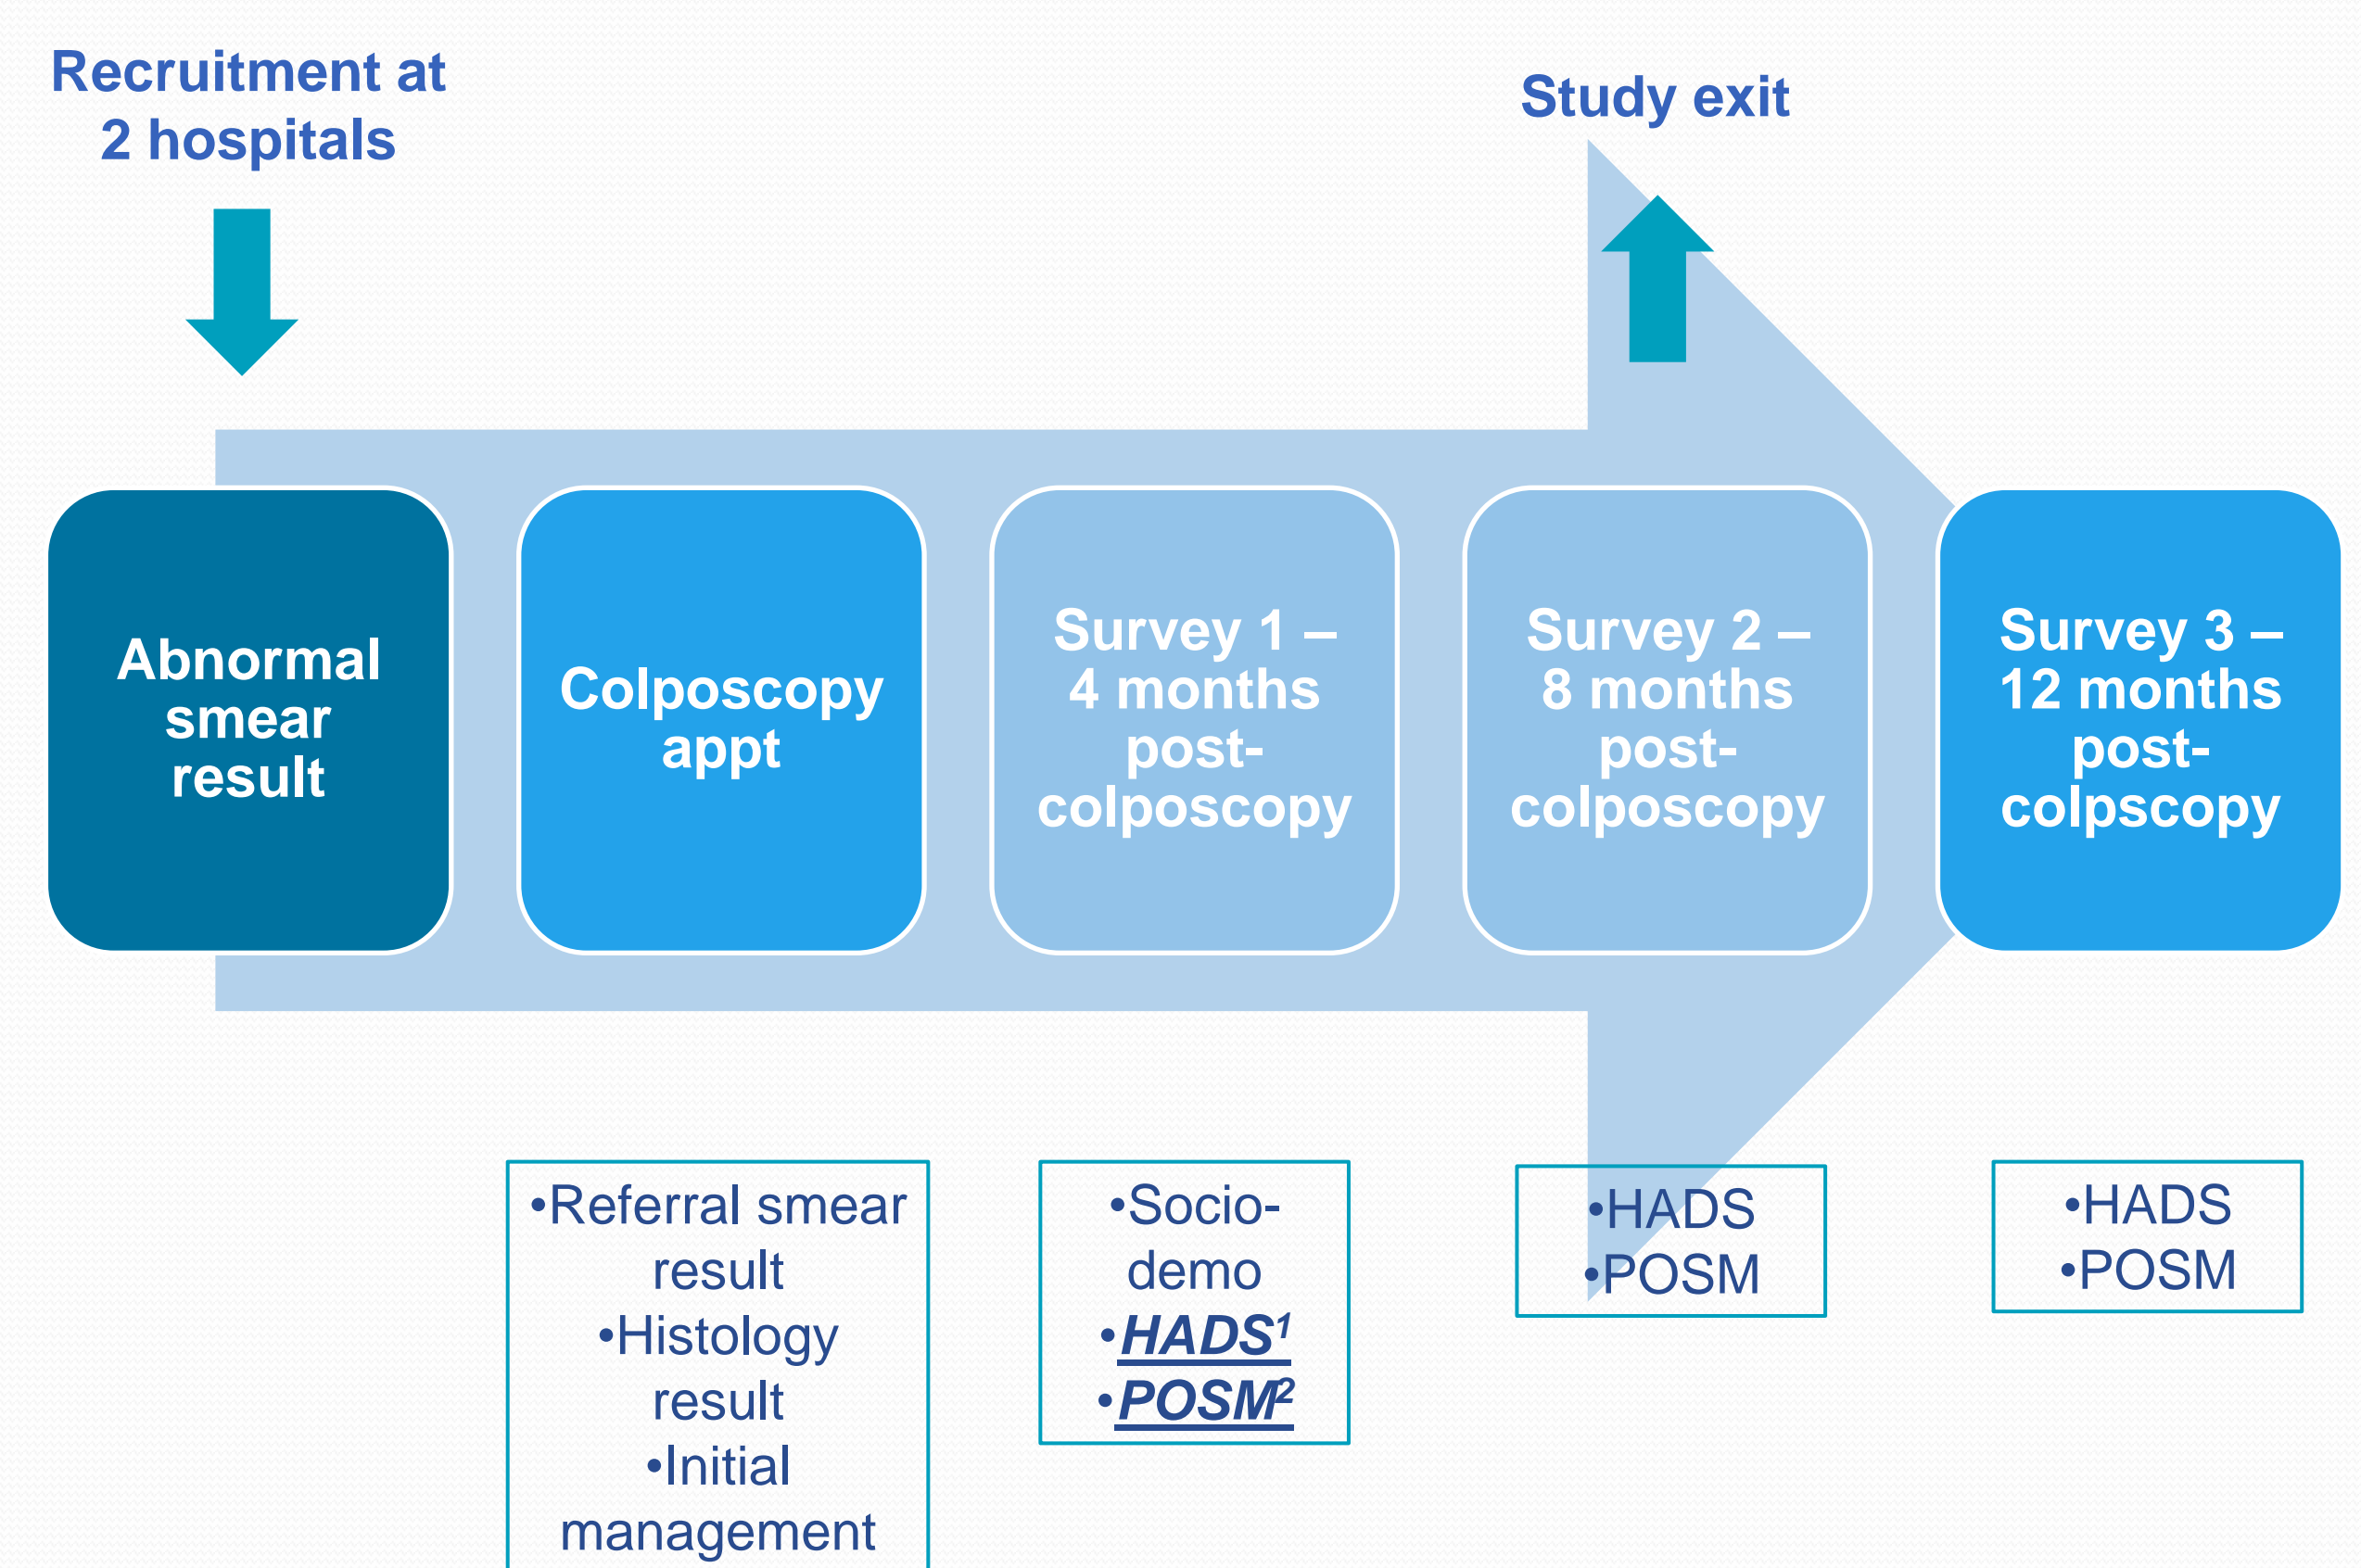 Recruitment at
2 hospitals
Study exit
Abnormal
smear
result
Colposcopy
appt
Survey 1 –
4 months
post-
colposcopy
Survey 2 –
8 months
post-
colposcopy
Survey 3 –
12 months
post-
colpscopy
•Referral smear
result
•Histology
result
•Initial
management
•Socio-
demo
•HADS¹
•POSM²
•HADS
•POSM
•HADS
•POSM